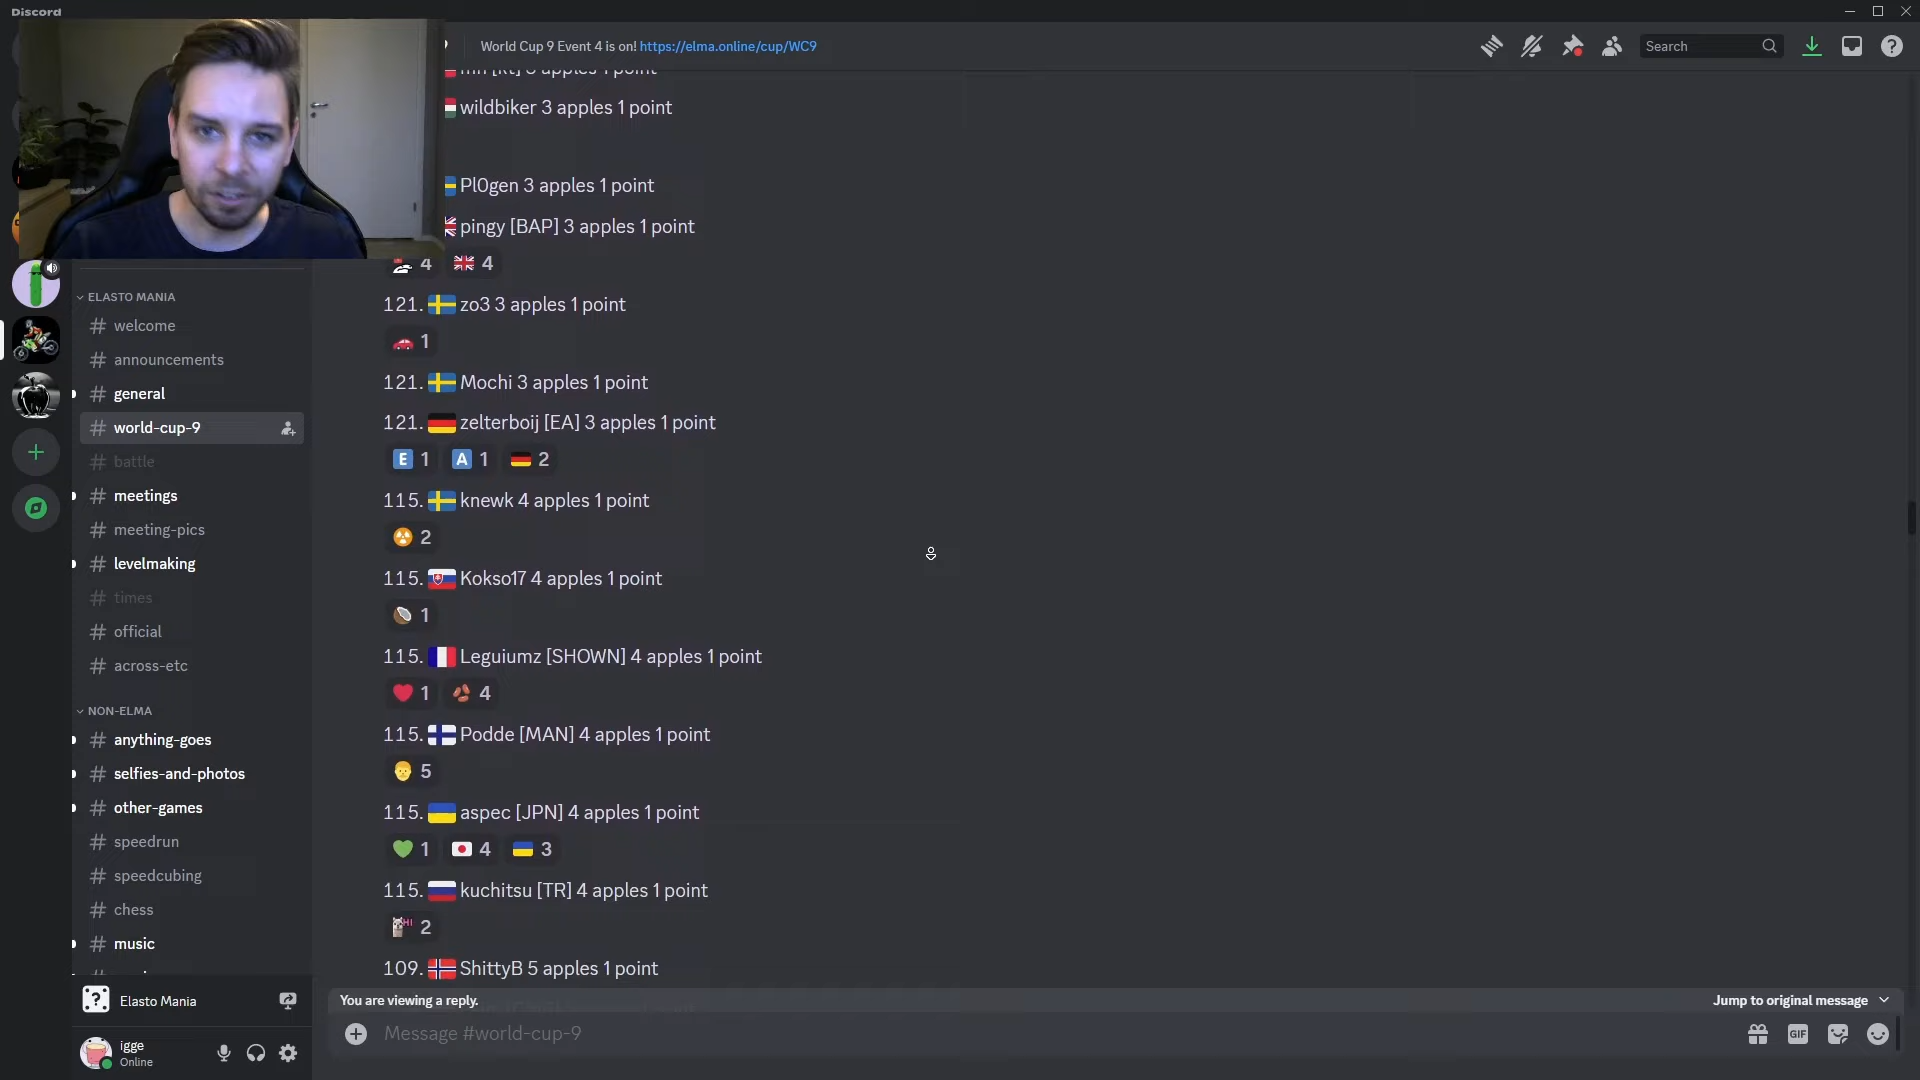 Discord
World Cup 9 Event 4 is on! https://elma.online/cup/WC9
Search
wildbiker 3 apples 1 point
Pl0gen 3 apples 1 point
pingy [BAP] 3 apples 1 point
4 4
121. zo3 3 apples 1 point
1
121. Mochi 3 apples 1 point
121. zelterboij [EA] 3 apples 1 point
E 1 A 1 2
115. knewk 4 apples 1 point
2
115. Kokso17 4 apples 1 point
1
115. Leguiumz [SHOWN] 4 apples 1 point
1 4
115. Podde [MAN] 4 apples 1 point
5
115. aspec [JPN] 4 apples 1 point
1 4 3
115. kuchitsu [TR] 4 apples 1 point
2
109. ShittyB 5 apples 1 point
You are viewing a reply.
Jump to original message
Message #world-cup-9
GIF
ELASTO MANIA
# welcome
# announcements
# general
# world-cup-9
# battle
# meetings
# meeting-pics
# levelmaking
# times
# official
# across-etc
NON-ELMA
# anything-goes
# selfies-and-photos
# other-games
# speedrun
# speedcubing
# chess
# music
Elasto Mania
igge
Online